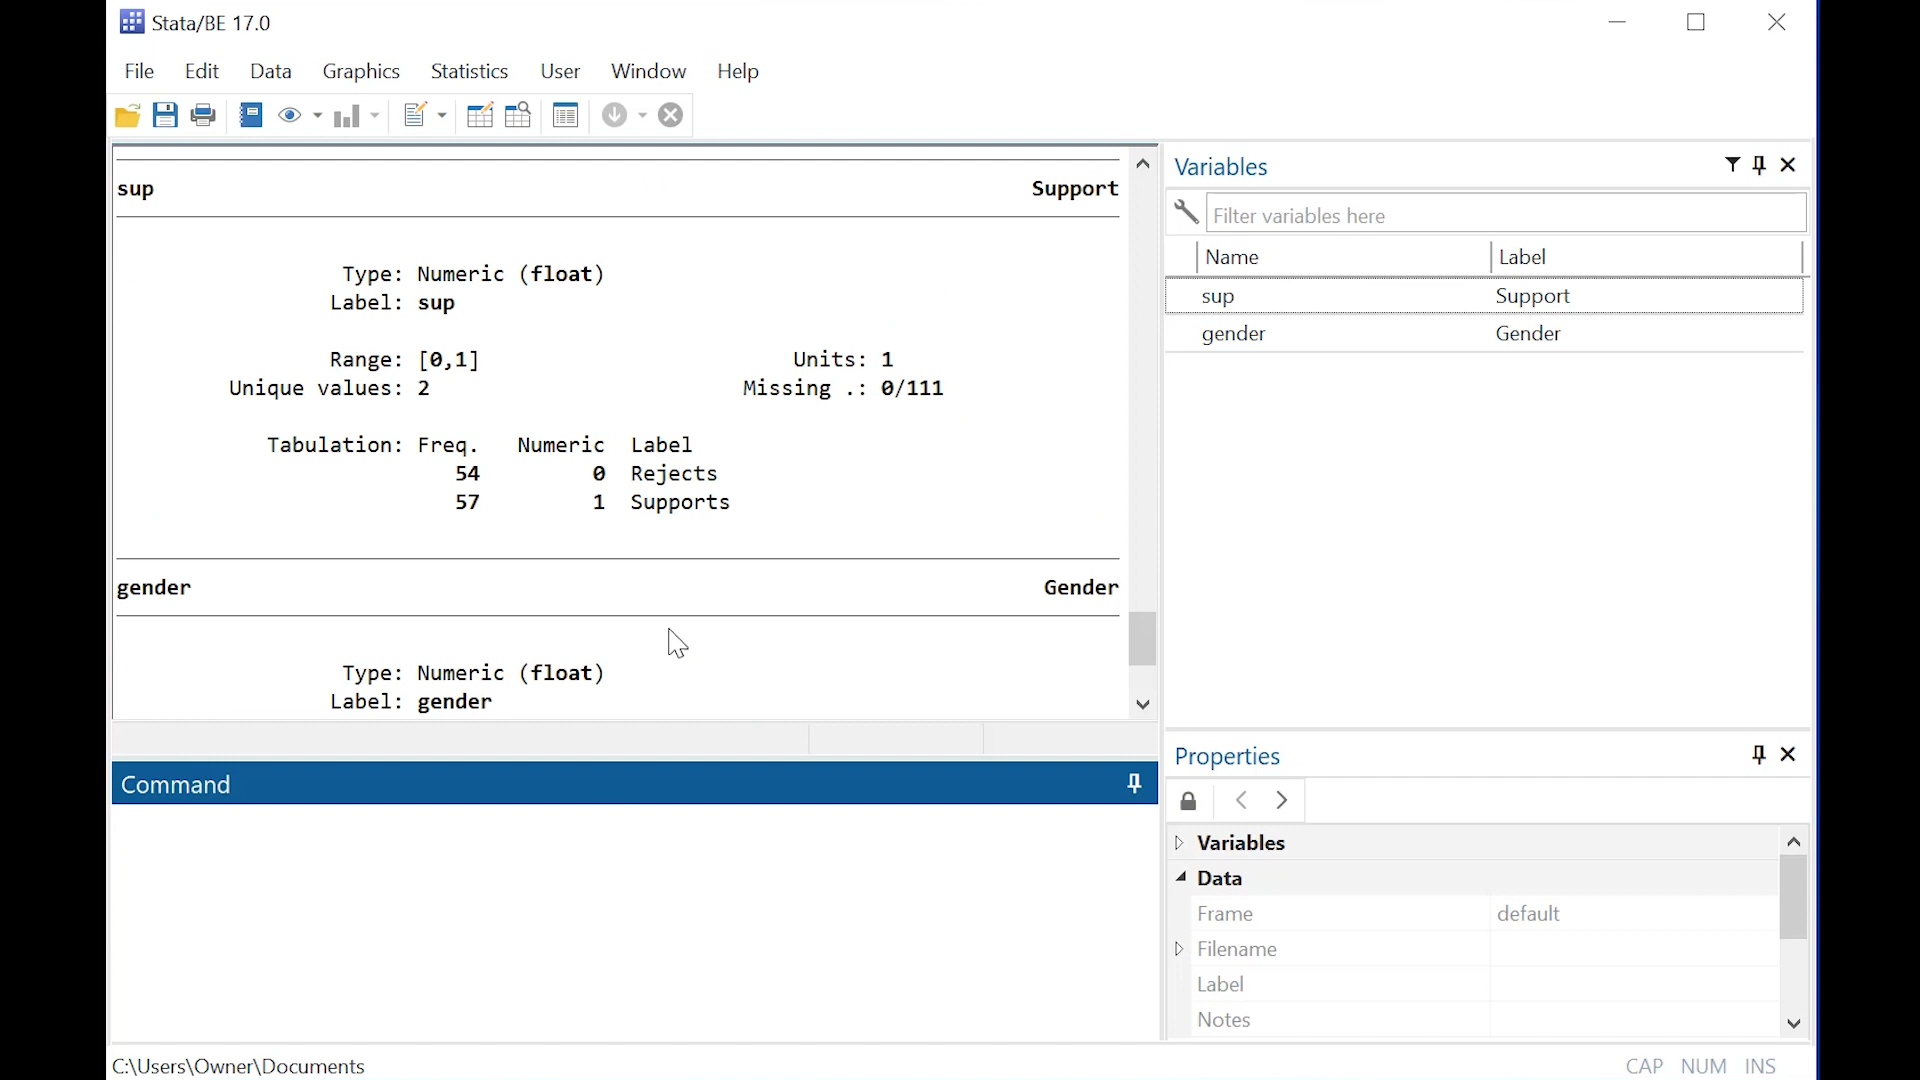 Stata/BE 17.0
File Edit Data Graphics Statistics User Window Help
sup Support
Type: Numeric (float)
Label: sup
Range: [0,1] Units: 1
Unique values: 2 Missing .: 0/111
Tabulation: Freq. Numeric Label
54 0 Rejects
57 1 Supports
gender Gender
Type: Numeric (float)
Label: gender
Command
C:\Users\Owner\Documents
Variables
Filter variables here
Name Label
sup Support
gender Gender
Properties
Variables
Data
Frame default
Filename
Label
Notes
CAP NUM INS